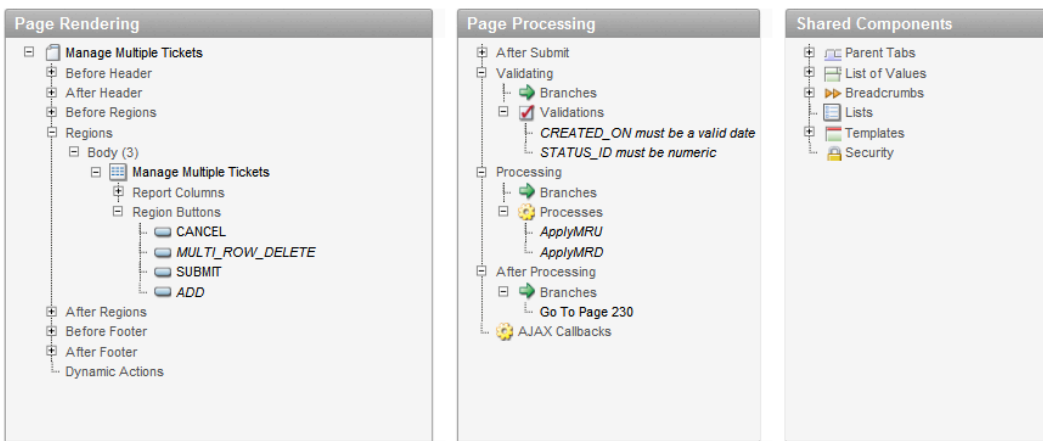 Page Rendering
Manage Multiple Tickets
Before Header
After Header
Before Regions
Regions
Body (3)
Manage Multiple Tickets
Report Columns
Region Buttons
CANCEL
MULTI_ROW_DELETE
SUBMIT
ADD
After Regions
Before Footer
After Footer
Dynamic Actions
Page Processing
After Submit
Validating
Branches
Validations
CREATED_ON must be a valid date
STATUS_ID must be numeric
Processing
Branches
Processes
ApplyMRU
ApplyMRD
After Processing
Branches
Go To Page 230
AJAX Callbacks
Shared Components
Parent Tabs
List of Values
Breadcrumbs
Lists
Templates
Security